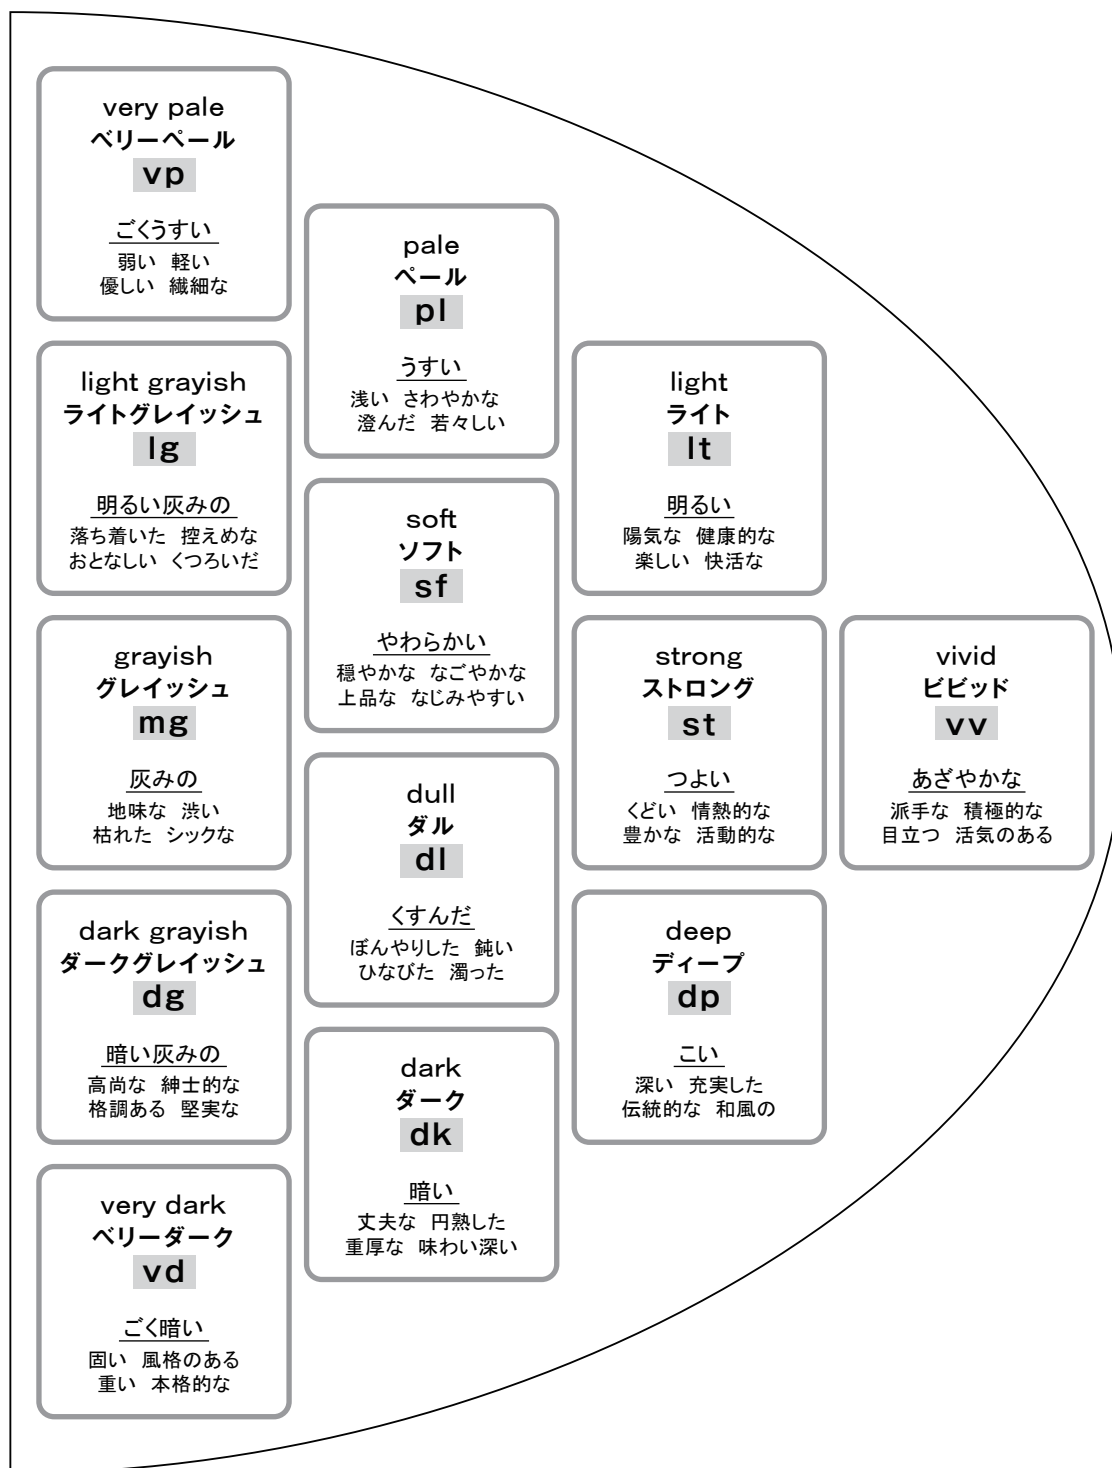 very pale
ベリーペール
vp
ごくうすい
弱い 軽い
優しい 繊細な
light grayish
ライトグレイッシュ
lg
明るい灰みの
落ち着いた 控えめな
おとなしい くつろいだ
grayish
グレイッシュ
mg
灰みの
地味な 渋い
枯れた シックな
dark grayish
ダークグレイッシュ
dg
暗い灰みの
高尚な 紳士的な
格調ある 堅実な
very dark
ベリーダーク
vd
ごく暗い
固い 風格のある
重い 本格的な
pale
ペール
pl
うすい
浅い さわやかな
澄んだ 若々しい
soft
ソフト
sf
やわらかい
穏やかな なごやかな
上品な なじみやすい
dull
ダル
dl
くすんだ
ぼんやりした 鈍い
ひなびた 濁った
dark
ダーク
dk
暗い
丈夫な 円熟した
重厚な 味わい深い
light
ライト
lt
明るい
陽気な 健康的な
楽しい 快活な
strong
ストロング
st
つよい
くどい 情熱的な
豊かな 活動的な
deep
ディープ
dp
こい
深い 充実した
伝統的な 和風の
vivid
ビビッド
vv
あざやかな
派手な 積極的な
目立つ 活気のある